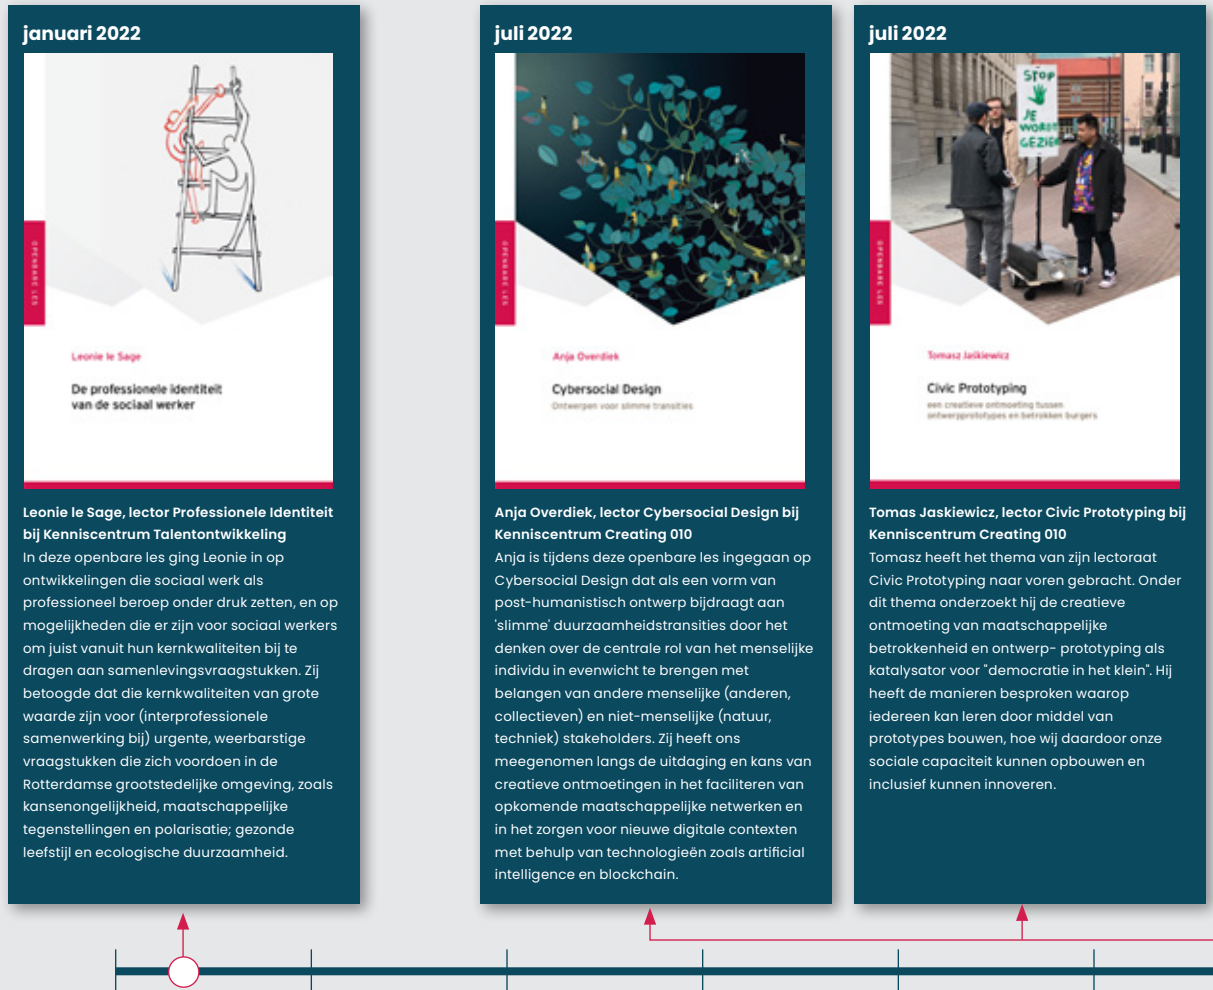 januari 2022
OPENBARE LES
Leonie le Sage
De professionele identiteit
van de sociaal werker
Leonie le Sage, lector Professionele Identiteit
bij Kenniscentrum Talentontwikkeling
In deze openbare les ging Leonie in op
ontwikkelingen die sociaal werk als
professioneel beroep onder druk zetten, en op
mogelijkheden die er zijn voor sociaal werkers
om juist vanuit hun kernkwaliteiten bij te
dragen aan samenlevingsvraagstukken. Zij
betoogde dat die kernkwaliteiten van grote
waarde zijn voor (interprofessionele
samenwerking bij) urgente, weerbarstige
vraagstukken die zich voordoen in de
Rotterdamse grootstedelijke omgeving, zoals
kansenongelijkheid, maatschappelijke
tegenstellingen en polarisatie; gezonde
leefstijl en ecologische duurzaamheid.
juli 2022
OPENBARE LES
Anja Overdiek
Cybersocial Design
Ontwerpen voor slimme transities
Anja Overdiek, lector Cybersocial Design bij
Kenniscentrum Creating 010
Anja is tijdens deze openbare les ingegaan op
Cybersocial Design dat als een vorm van
post-humanistisch ontwerp bijdraagt aan
'slimme' duurzaamheidstransities door het
denken over de centrale rol van het menselijke
individu in evenwicht te brengen met
belangen van andere menselijke (anderen,
collectieven) en niet-menselijke (natuur,
techniek) stakeholders. Zij heeft ons
meegenomen langs de uitdaging en kans van
creatieve ontmoetingen in het faciliteren van
opkomende maatschappelijke netwerken en
in het zorgen voor nieuwe digitale contexten
met behulp van technologieën zoals artificial
intelligence en blockchain.
juli 2022
STOP
JE
WORDT
GEZIEN
OPENBARE LES
Tomasz Jaśkiewicz
Civic Prototyping
een creatieve ontmoeting tussen
ontwerpprototypes en betrokken burgers
Tomas Jaskiewicz, lector Civic Prototyping bij
Kenniscentrum Creating 010
Tomasz heeft het thema van zijn lectoraat
Civic Prototyping naar voren gebracht. Onder
dit thema onderzoekt hij de creatieve
ontmoeting van maatschappelijke
betrokkenheid en ontwerp- prototyping als
katalysator voor "democratie in het klein". Hij
heeft de manieren besproken waarop
iedereen kan leren door middel van
prototypes bouwen, hoe wij daardoor onze
sociale capaciteit kunnen opbouwen en
inclusief kunnen innoveren.